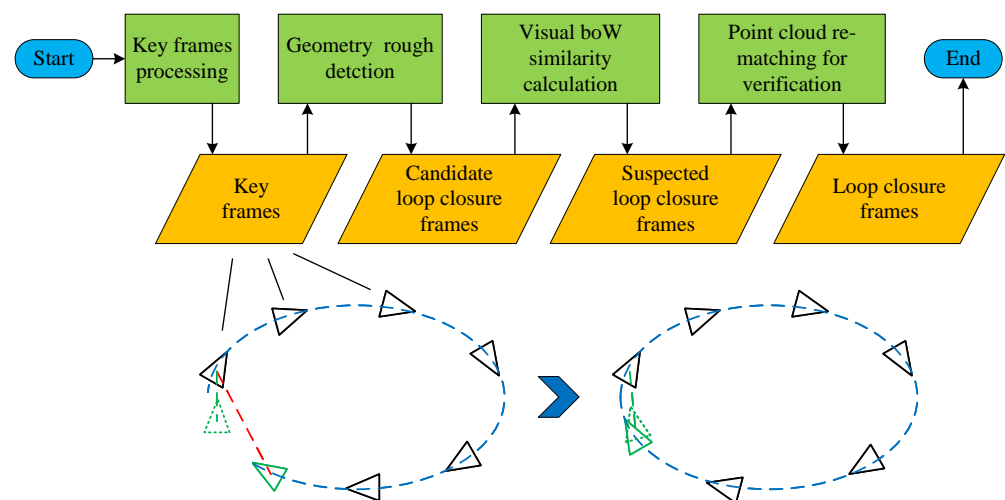 Start
Key frames
processing
Geometry rough
detction
Visual boW
similarity
calculation
Point cloud re-
matching for
verification
End
Key
frames
Candidate
loop closure
frames
Suspected
loop closure
frames
Loop closure
frames